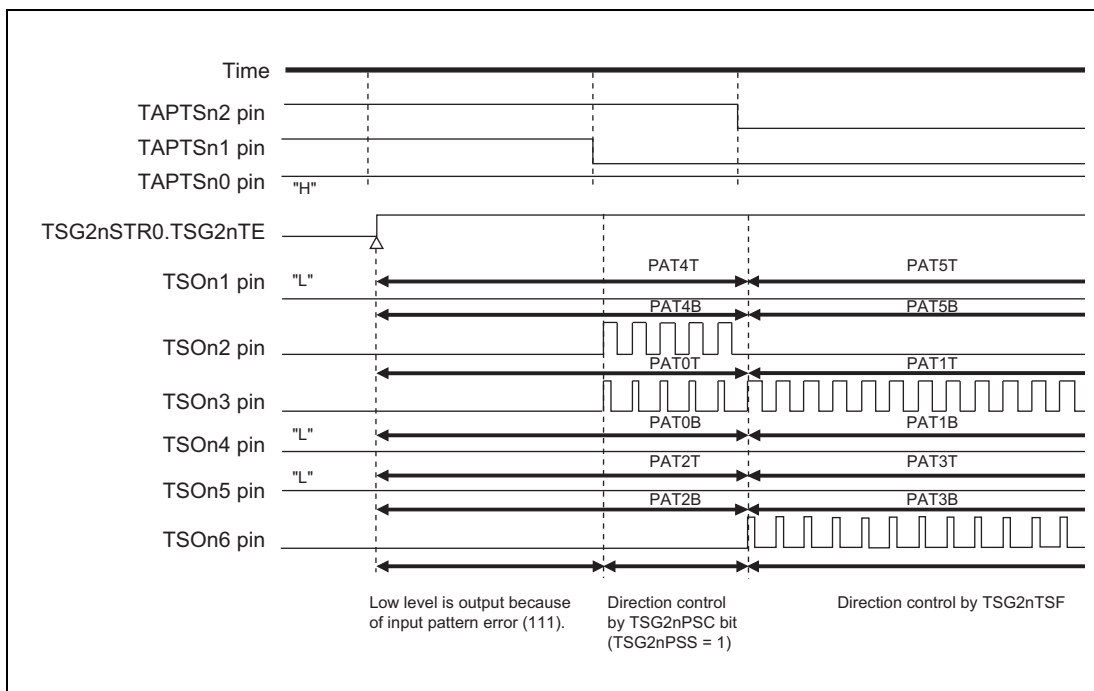 Time
TAPTSn2 pin
TAPTSn1 pin
TAPTSn0 pin "H"
TSG2nSTR0.TSG2nTE
PAT4T PAT5T
TSOn1 pin "L"
PAT4B PAT5B
TSOn2 pin
PAT0T PAT1T
TSOn3 pin
TSOn4 pin "L" PAT0B PAT1B
PAT2T PAT3T
TSOn5 pin "L"
PAT2B PAT3B
TSOn6 pin
Low level is output because
of input pattern error (111).
Direction control
by TSG2nPSC bit
(TSG2nPSS = 1)
Direction control by TSG2nTSF